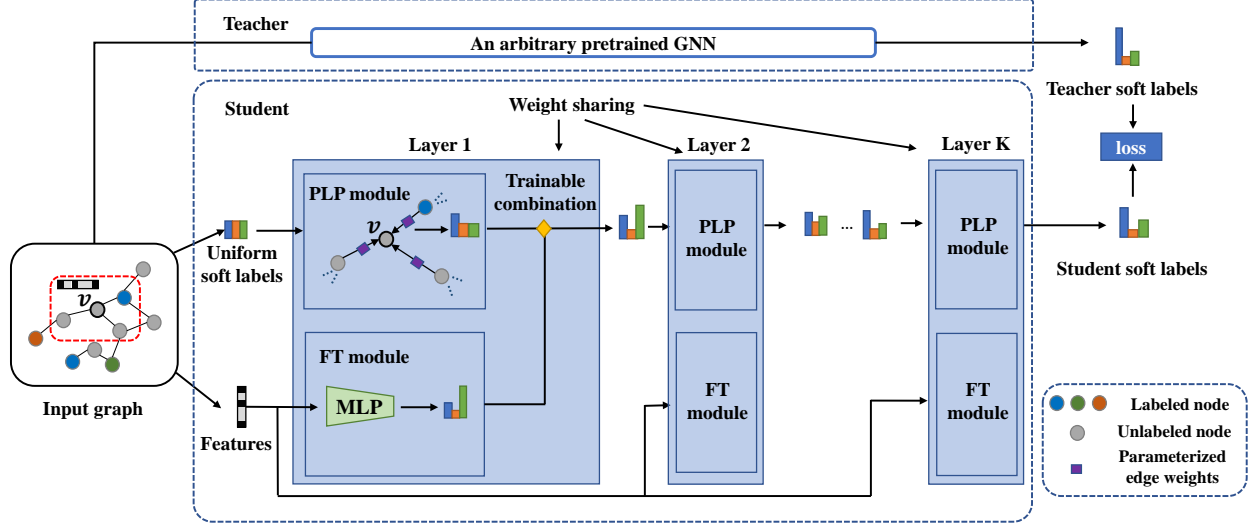 Teacher
An arbitrary pretrained GNN
Teacher soft labels
loss
Student soft labels
Student
Weight sharing
Layer 1
Layer 2
Layer K
PLP module
v
Trainable
combination
Uniform
soft labels
PLP
module
...
PLP
module
v
Input graph
Features
FT module
MLP
FT
module
FT
module
Labeled node
Unlabeled node
Parameterized
edge weights